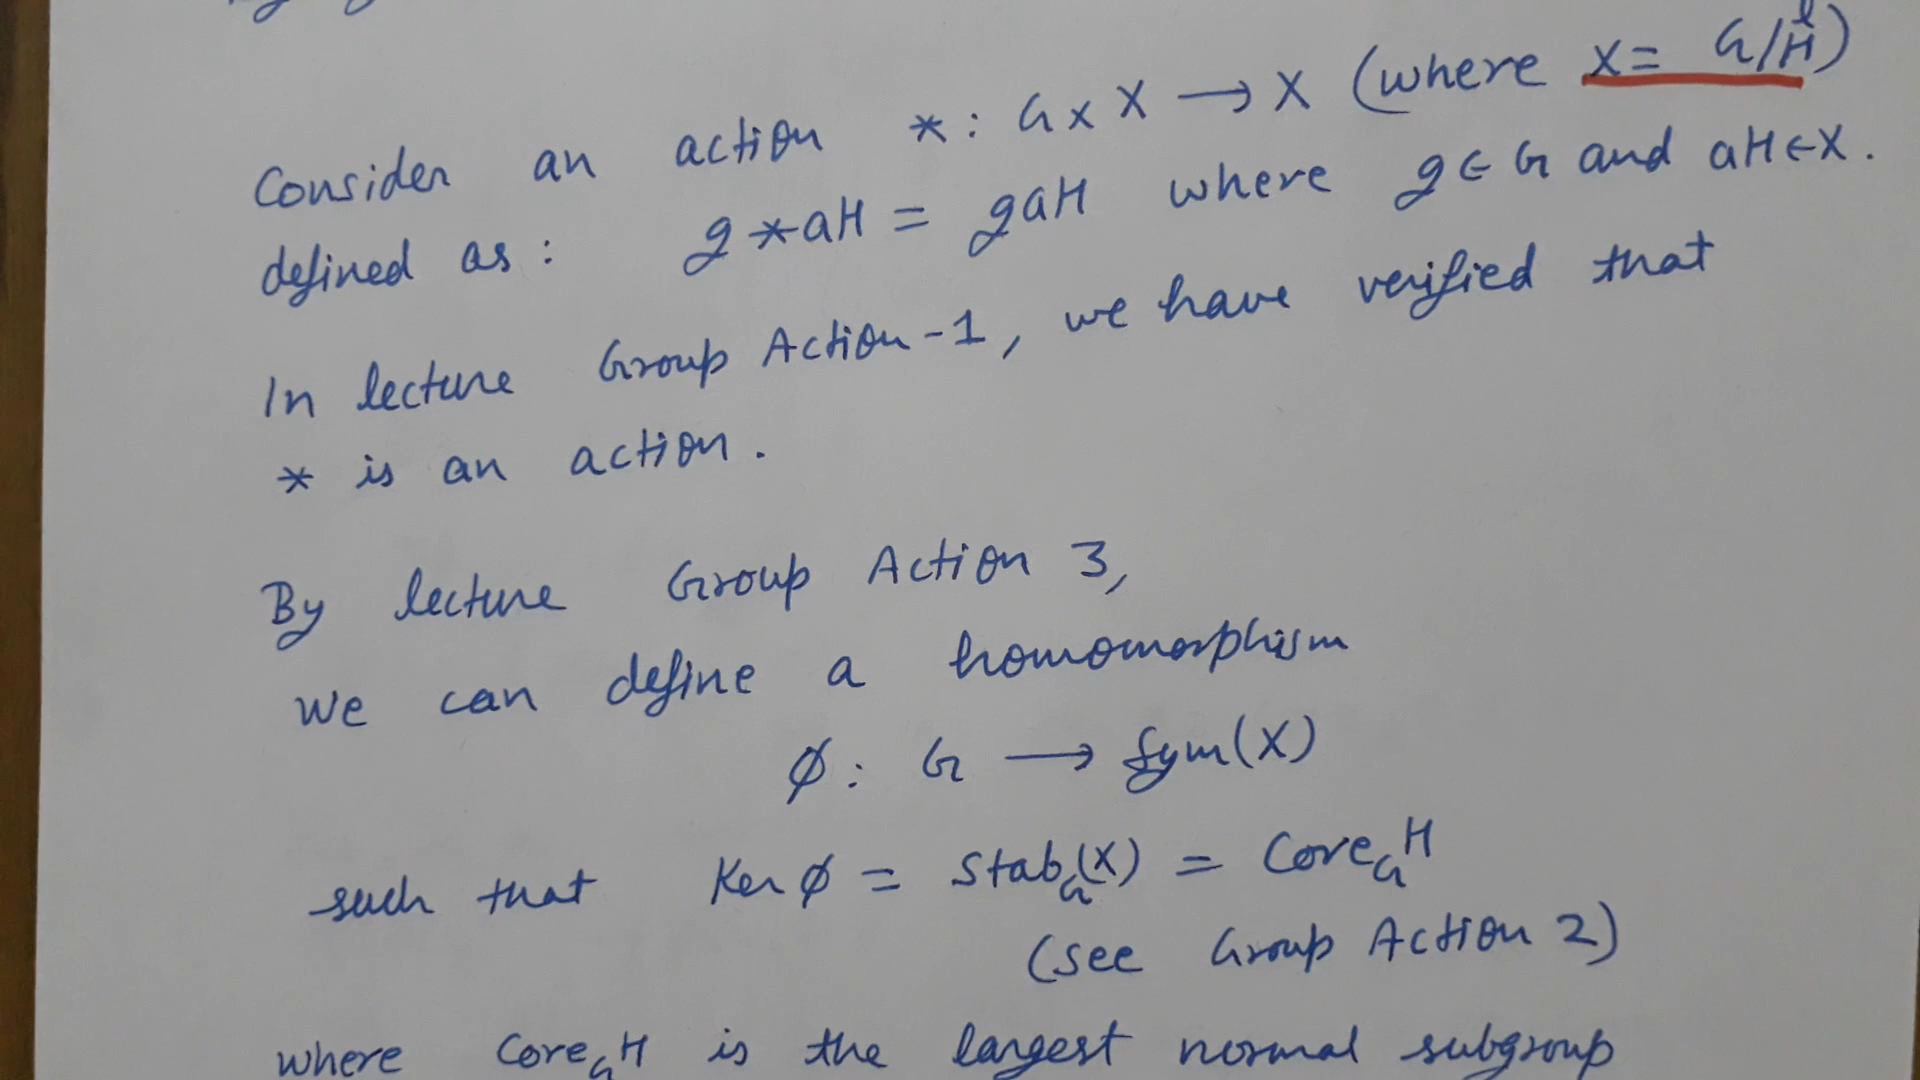 Consider an action * : G x X → X (where X = G/H^l)
defined as : g * aH = gaH where g ∈ G and aH ∈ X.
In lecture Group Action - 1, we have verified that
* is an action.
By lecture Group Action 3,
we can define a homomorphism
ϕ : G → Sym(X)
such that Ker ϕ = Stab_G(X) = Core_G H
(see Group Action 2)
where Core_G H is the largest normal subgroup